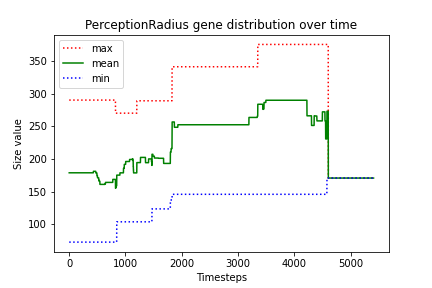 PerceptionRadius gene distribution over time
max
mean
min
Size value
350
300
250
200
150
100
0
1000
2000
3000
4000
5000
Timesteps